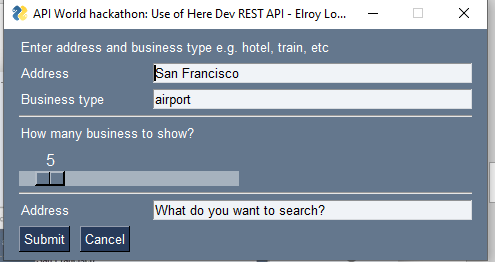 API World hackathon: Use of Here Dev REST API - Elroy Lo...
Enter address and business type e.g. hotel, train, etc
Address San Francisco
Business type airport
How many business to show?
5
Address What do you want to search?
Submit Cancel